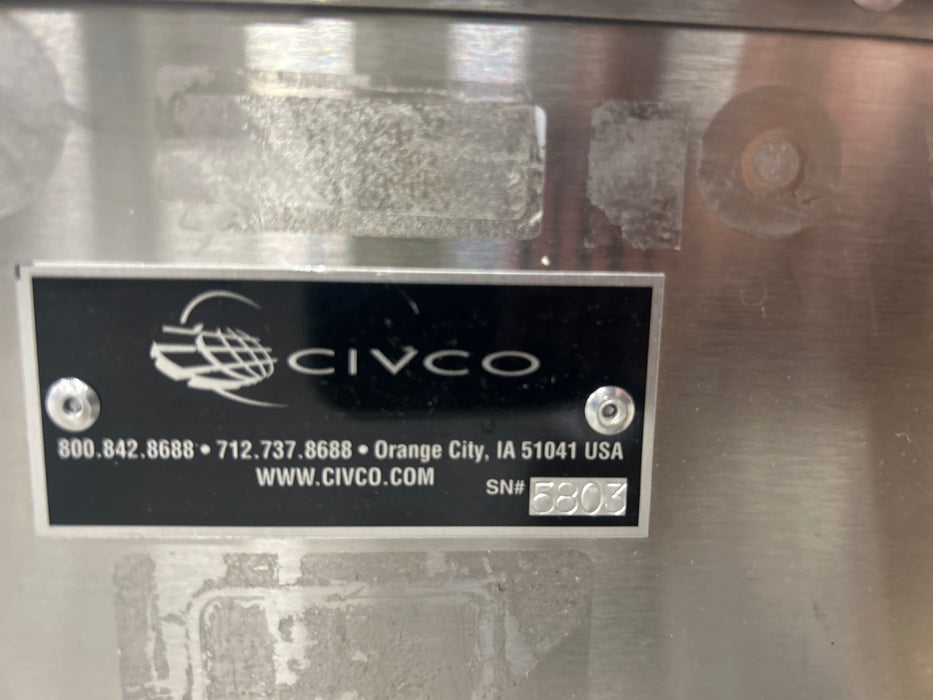 CIVCO
800.842.8688 • 712.737.8688 • Orange City, IA 51041 USA
WWW.CIVCO.COM
SN# 5803